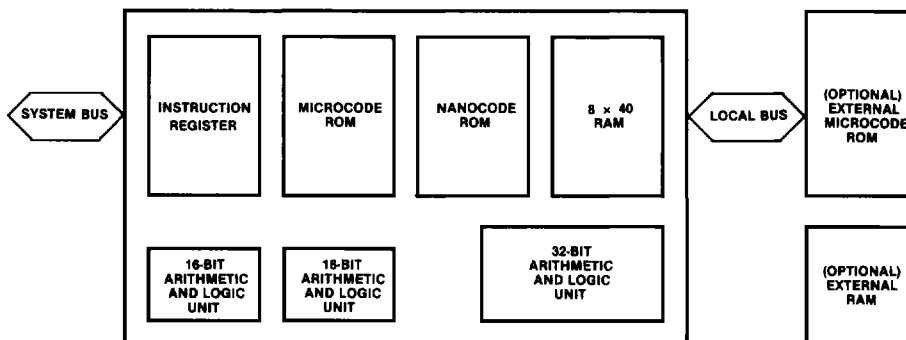 SYSTEM BUS
INSTRUCTION
REGISTER
MICROCODE
ROM
NANOCODE
ROM
8 × 40
RAM
LOCAL BUS
(OPTIONAL)
EXTERNAL
MICROCODE
ROM
16-BIT
ARITHMETIC
AND LOGIC
UNIT
16-BIT
ARITHMETIC
AND LOGIC
UNIT
32-BIT
ARITHMETIC
AND LOGIC
UNIT
(OPTIONAL)
EXTERNAL
RAM